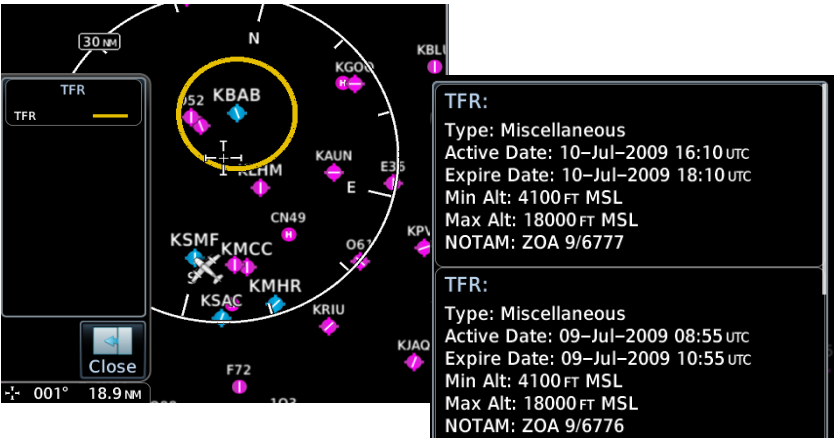 30 NM
N
KBLU
KGOO
TFR
TFR
O52
KBAB
KLHM
KAUN
E36
E
CN49
KSMF
KMCC
O61
S
KMHR
KSAC
KRIU
KJAQ
F72
Close
001° 18.9 NM
TFR:
Type: Miscellaneous
Active Date: 10-Jul-2009 16:10 UTC
Expire Date: 10-Jul-2009 18:10 UTC
Min Alt: 4100 FT MSL
Max Alt: 18000 FT MSL
NOTAM: ZOA 9/6777
TFR:
Type: Miscellaneous
Active Date: 09-Jul-2009 08:55 UTC
Expire Date: 09-Jul-2009 10:55 UTC
Min Alt: 4100 FT MSL
Max Alt: 18000 FT MSL
NOTAM: ZOA 9/6776